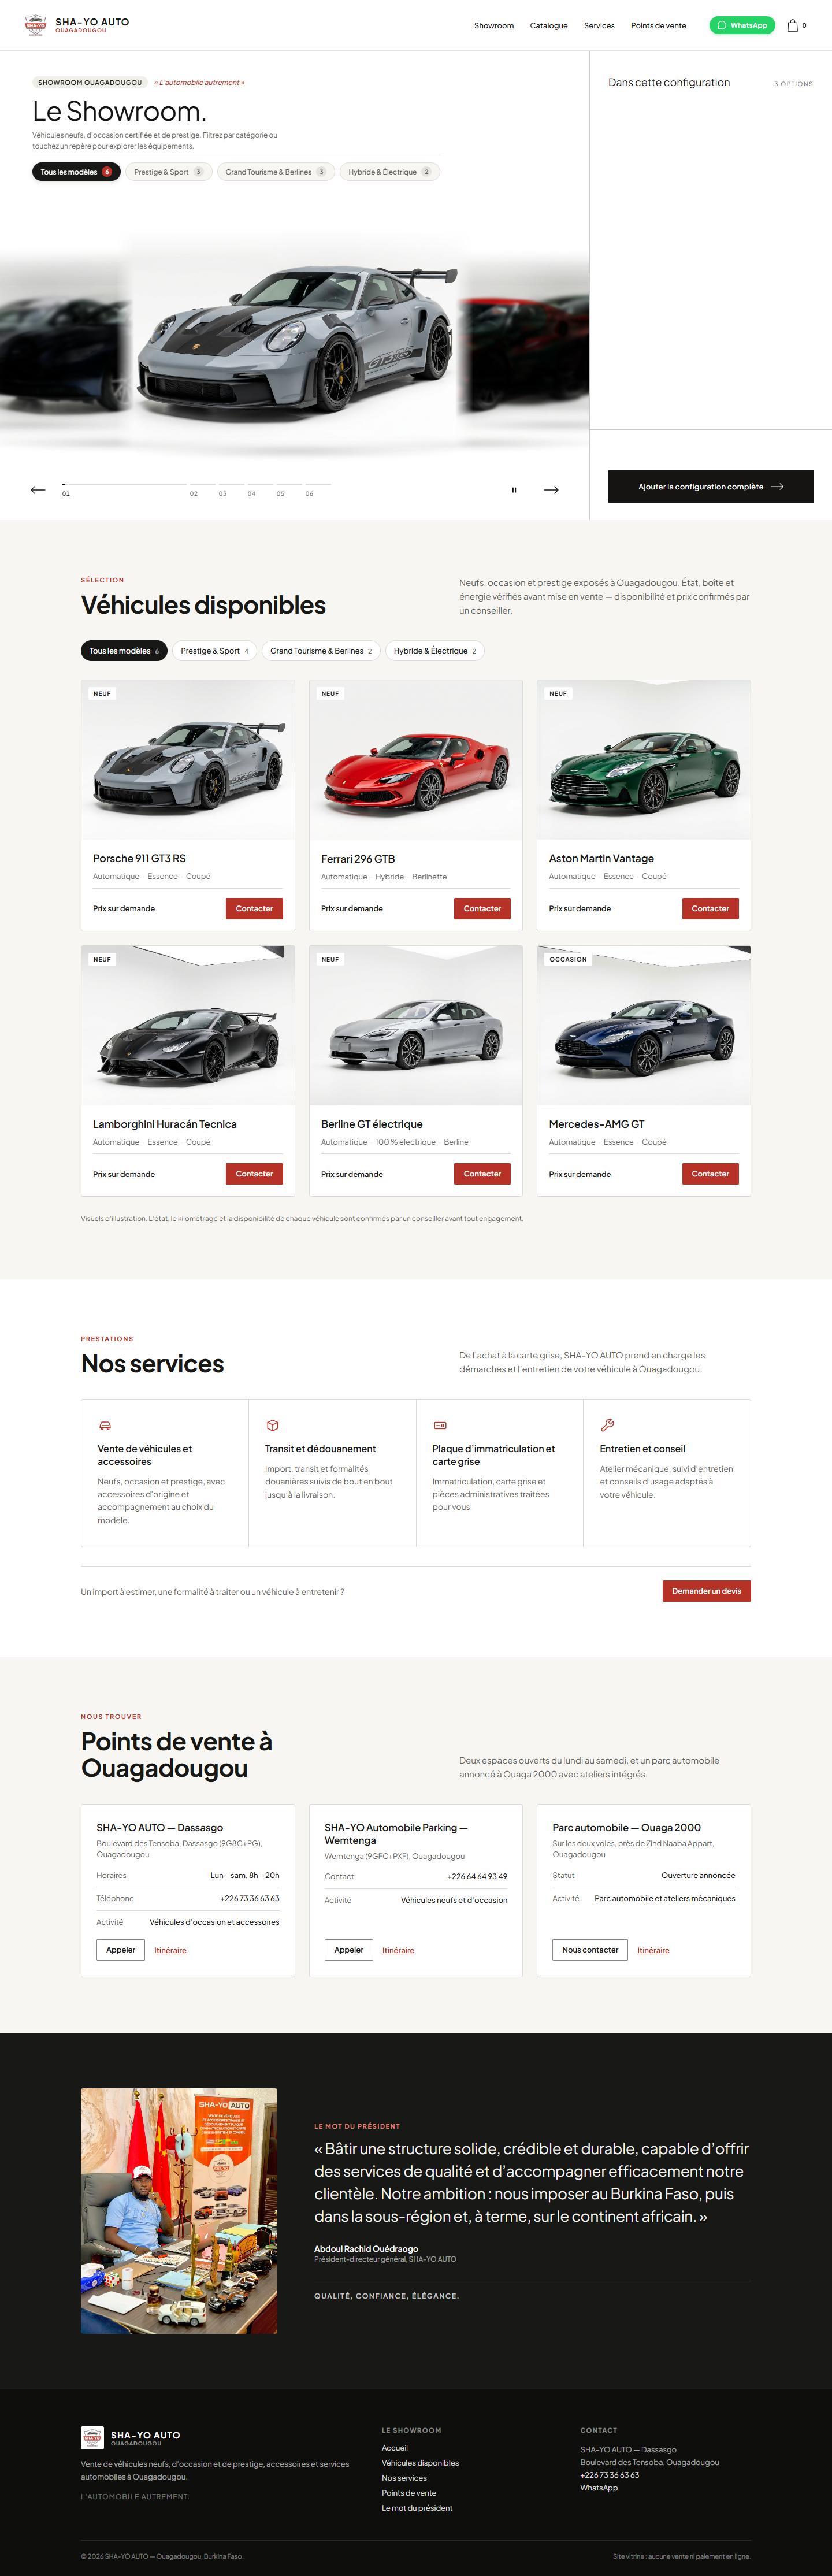 SHA-YO AUTO
OUAGADOUGOU
Showroom
Catalogue
Services
Points de vente
WhatsApp
0
SHOWROOM OUAGADOUGOU
« L'automobile autrement »
Le Showroom.
Véhicules neufs, d'occasion certifiée et de prestige. Filtrez par catégorie ou
touchez un repère pour explorer les équipements.
Tous les modèles 6
Prestige & Sport 3
Grand Tourisme & Berlines 3
Hybride & Électrique 2
GT3 RS
01
02
03
04
05
06
Dans cette configuration
3 OPTIONS
Ajouter la configuration complète
SÉLECTION
Véhicules disponibles
Neufs, occasion et prestige exposés à Ouagadougou. État, boîte et
énergie vérifiés avant mise en vente — disponibilité et prix confirmés par
un conseiller.
Tous les modèles 6
Prestige & Sport 4
Grand Tourisme & Berlines 2
Hybride & Électrique 2
NEUF
Porsche 911 GT3 RS
Automatique Essence Coupé
Prix sur demande
Contacter
NEUF
Ferrari 296 GTB
Automatique Hybride Berlinette
Prix sur demande
Contacter
NEUF
Aston Martin Vantage
Automatique Essence Coupé
Prix sur demande
Contacter
NEUF
Lamborghini Huracán Tecnica
Automatique Essence Coupé
Prix sur demande
Contacter
NEUF
Berline GT électrique
Automatique 100 % électrique Berline
Prix sur demande
Contacter
OCCASION
Mercedes-AMG GT
Automatique Essence Coupé
Prix sur demande
Contacter
Visuels d'illustration. L'état, le kilométrage et la disponibilité de chaque véhicule sont confirmés par un conseiller avant tout engagement.
PRESTATIONS
Nos services
De l'achat à la carte grise, SHA-YO AUTO prend en charge les
démarches et l'entretien de votre véhicule à Ouagadougou.
Vente de véhicules et
accessoires
Neufs, occasion et prestige, avec
accessoires d'origine et
accompagnement au choix du
modèle.
Transit et dédouanement
Import, transit et formalités
douanières suivis de bout en bout
jusqu'à la livraison.
Plaque d'immatriculation et
carte grise
Immatriculation, carte grise et
pièces administratives traitées
pour vous.
Entretien et conseil
Atelier mécanique, suivi d'entretien
et conseils d'usage adaptés à
votre véhicule.
Un import à estimer, une formalité à traiter ou un véhicule à entretenir ?
Demander un devis
NOUS TROUVER
Points de vente à
Ouagadougou
Deux espaces ouverts du lundi au samedi, et un parc automobile
annoncé à Ouaga 2000 avec ateliers intégrés.
SHA-YO AUTO — Dassasgo
Boulevard des Tensoba, Dassasgo (9G8C+PG),
Ouagadougou
Horaires Lun – sam, 8h – 20h
Téléphone +226 73 36 63 63
Activité Véhicules d'occasion et accessoires
Appeler
Itinéraire
SHA-YO Automobile Parking —
Wemtenga
Wemtenga (9GFC+PXF), Ouagadougou
Contact +226 64 64 93 49
Activité Véhicules neufs et d'occasion
Appeler
Itinéraire
Parc automobile — Ouaga 2000
Sur les deux voies, près de Zind Naaba Appart,
Ouagadougou
Statut Ouverture annoncée
Activité Parc automobile et ateliers mécaniques
Nous contacter
Itinéraire
SHA-YO AUTO
LE MOT DU PRÉSIDENT
« Bâtir une structure solide, crédible et durable, capable d'offrir
des services de qualité et d'accompagner efficacement notre
clientèle. Notre ambition : nous imposer au Burkina Faso, puis
dans la sous-région et, à terme, sur le continent africain. »
Abdoul Rachid Ouédraogo
Président-directeur général, SHA-YO AUTO
QUALITÉ, CONFIANCE, ÉLÉGANCE.
SHA-YO AUTO
OUAGADOUGOU
Vente de véhicules neufs, d'occasion et de prestige, accessoires et services
automobiles à Ouagadougou.
L'AUTOMOBILE AUTREMENT.
LE SHOWROOM
Accueil
Véhicules disponibles
Nos services
Points de vente
Le mot du président
CONTACT
SHA-YO AUTO — Dassasgo
Boulevard des Tensoba, Ouagadougou
+226 73 36 63 63
WhatsApp
© 2026 SHA-YO AUTO — Ouagadougou, Burkina Faso.
Site vitrine : aucune vente ni paiement en ligne.